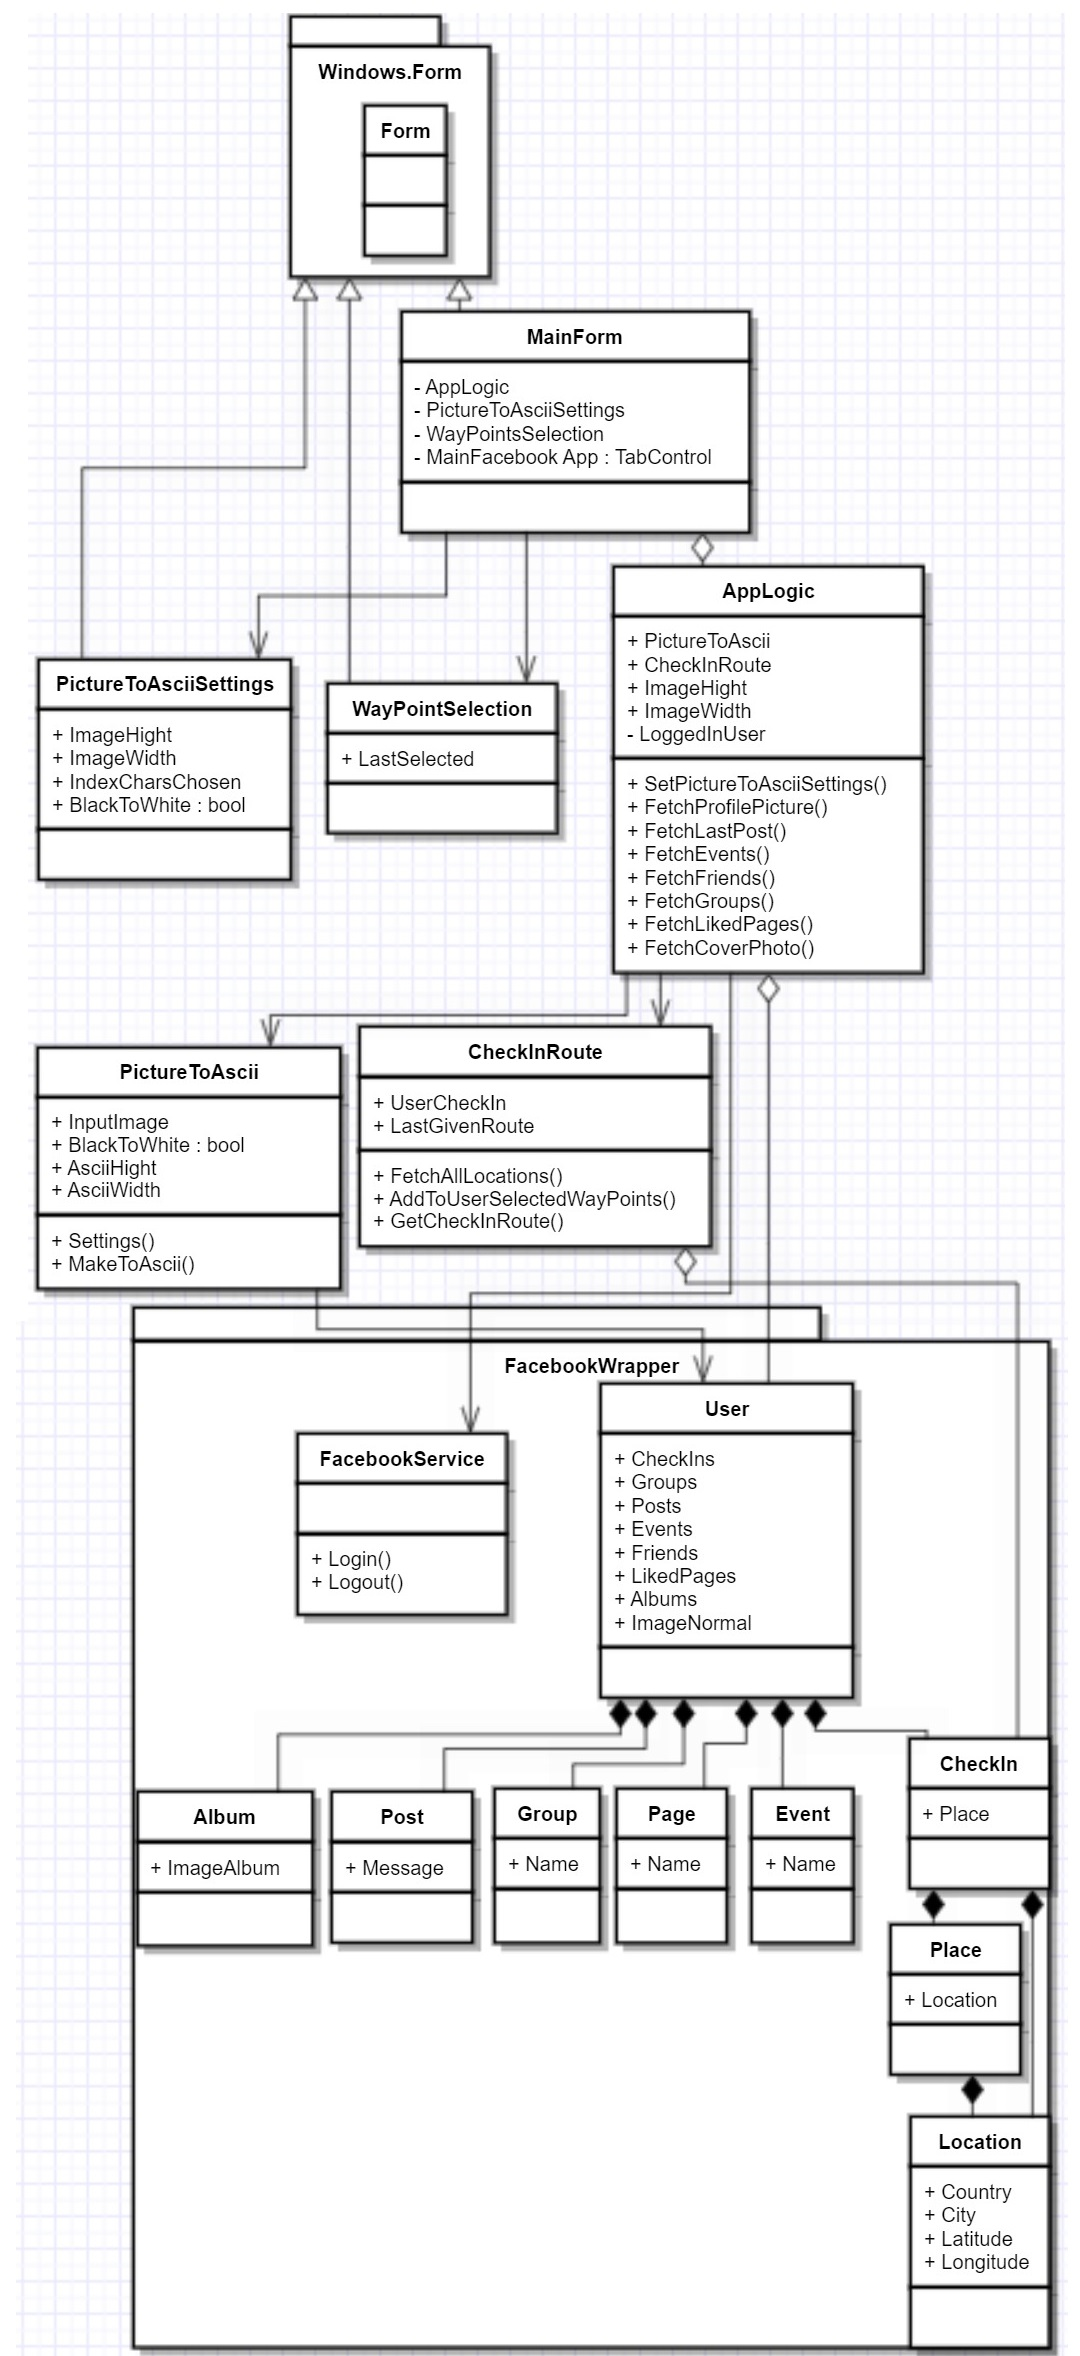 Windows.Form
Form
MainForm
- AppLogic
- PictureToAsciiSettings
- WayPointsSelection
- MainFacebook App : TabControl
AppLogic
+ PictureToAscii
+ CheckInRoute
+ ImageHight
+ ImageWidth
- LoggedInUser
+ SetPictureToAsciiSettings()
+ FetchProfilePicture()
+ FetchLastPost()
+ FetchEvents()
+ FetchFriends()
+ FetchGroups()
+ FetchLikedPages()
+ FetchCoverPhoto()
PictureToAsciiSettings
+ ImageHight
+ ImageWidth
+ IndexCharsChosen
+ BlackToWhite : bool
WayPointSelection
+ LastSelected
PictureToAscii
+ InputImage
+ BlackToWhite : bool
+ AsciiHight
+ AsciiWidth
+ Settings()
+ MakeToAscii()
CheckInRoute
+ UserCheckIn
+ LastGivenRoute
+ FetchAllLocations()
+ AddToUserSelectedWayPoints()
+ GetCheckInRoute()
FacebookWrapper
FacebookService
+ Login()
+ Logout()
User
+ CheckIns
+ Groups
+ Posts
+ Events
+ Friends
+ LikedPages
+ Albums
+ ImageNormal
Album
+ ImageAlbum
Post
+ Message
Group
+ Name
Page
+ Name
Event
+ Name
CheckIn
+ Place
Place
+ Location
Location
+ Country
+ City
+ Latitude
+ Longitude